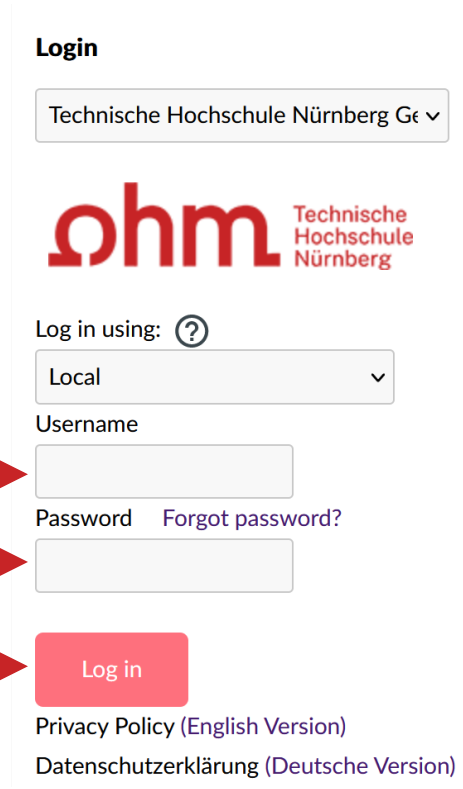 Login
Technische Hochschule Nürnberg Ge
ohm Technische
Hochschule
Nürnberg
Log in using: ?
Local
Username
Password Forgot password?
Log in
Privacy Policy (English Version)
Datenschutzerklärung (Deutsche Version)